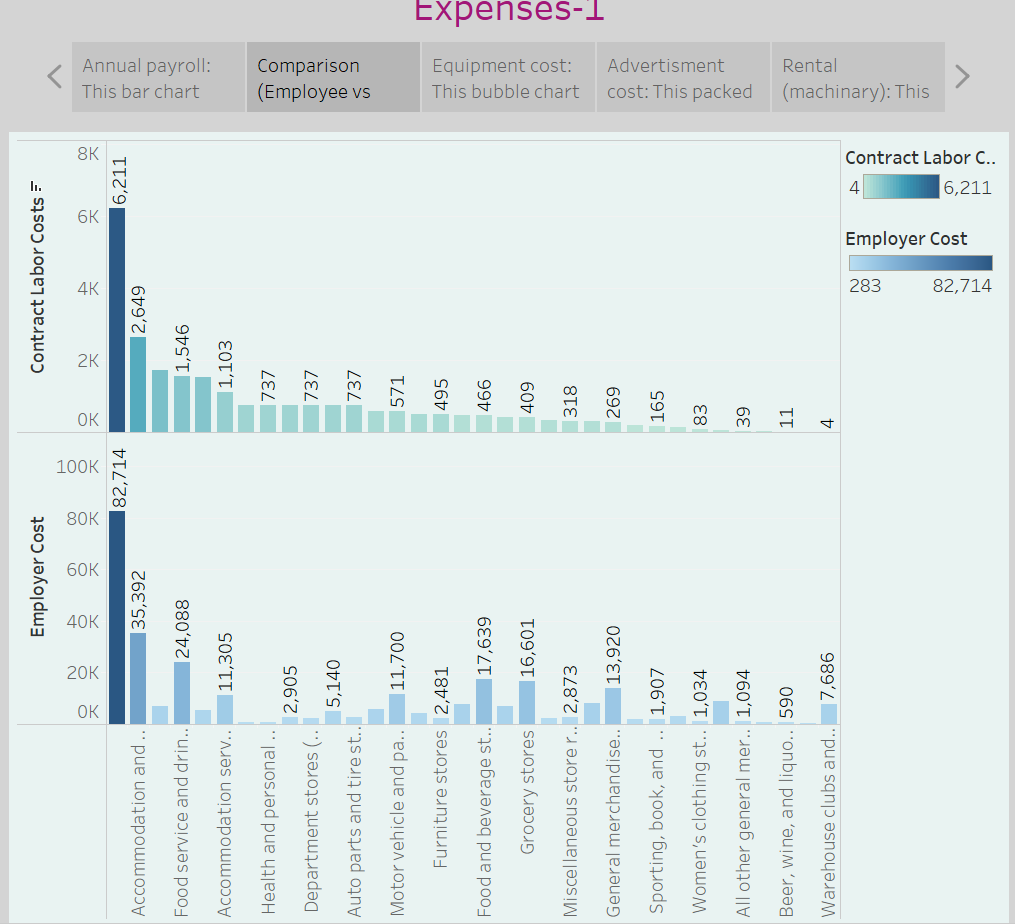 Expenses-1
Annual payroll:
This bar chart
Comparison
(Employee vs
Equipment cost:
This bubble chart
Advertisment
cost: This packed
Rental
(machinary): This
Contract Labor Costs
8K
6K
4K
2K
0K
6,211
2,649
1,546
1,103
737
737
737
571
495
466
409
318
269
165
83
39
11
4
Contract Labor C..
4
6,211
Employer Cost
283
82,714
Employer Cost
100K
80K
60K
40K
20K
0K
82,714
35,392
24,088
11,305
2,905
5,140
11,700
2,481
17,639
16,601
2,873
13,920
1,907
1,034
1,094
590
7,686
Accommodation and ..
Food service and drin..
Accommodation serv..
Health and personal ..
Department stores (..
Auto parts and tire st..
Motor vehicle and pa..
Furniture stores
Food and beverage st..
Grocery stores
Miscellaneous store r..
General merchandise..
Sporting, book, and ..
Women's clothing st..
All other general mer..
Beer, wine, and liquo..
Warehouse clubs and..